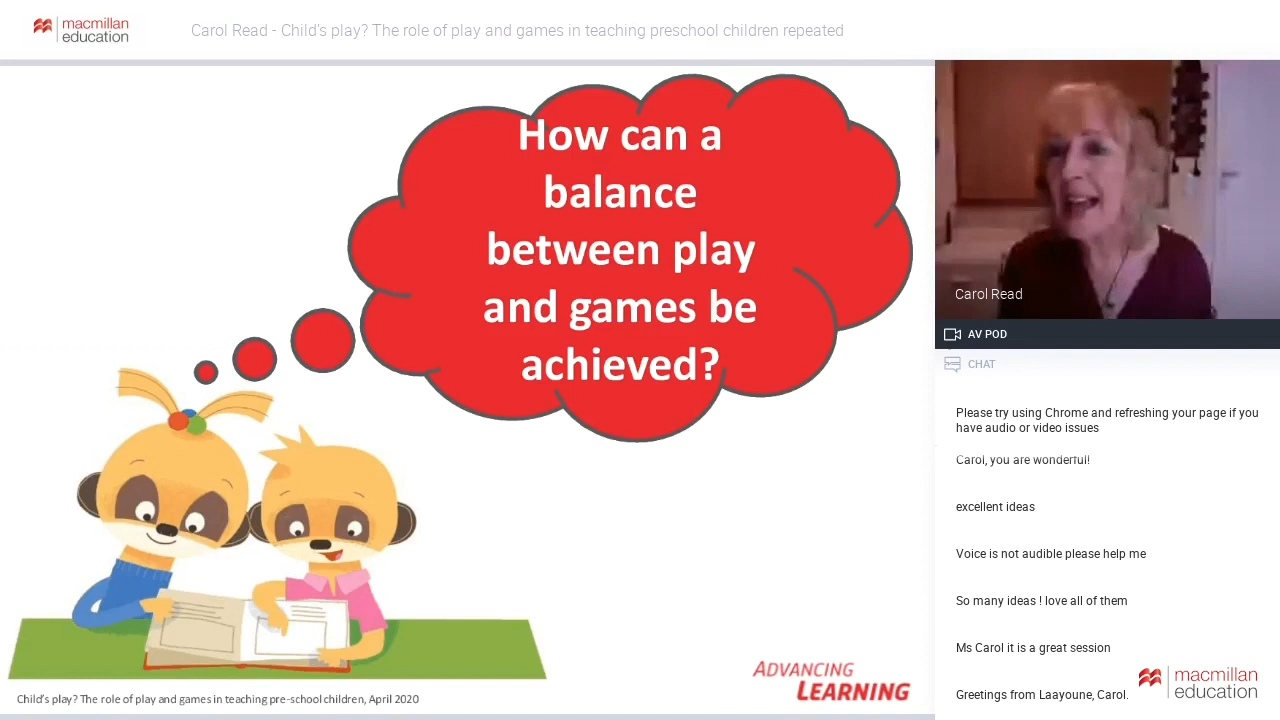 macmillan
education
Carol Read - Child's play? The role of play and games in teaching preschool children repeated
How can a
balance
between play
and games be
achieved?
Child's play? The role of play and games in teaching pre-school children, April 2020
ADVANCING
LEARNING
Carol Read
AV POD
CHAT
Please try using Chrome and refreshing your page if you
have audio or video issues
Carol, you are wonderful!
excellent ideas
Voice is not audible please help me
So many ideas ! love all of them
Ms Carol it is a great session
Greetings from Laayoune, Carol.
macmillan
education